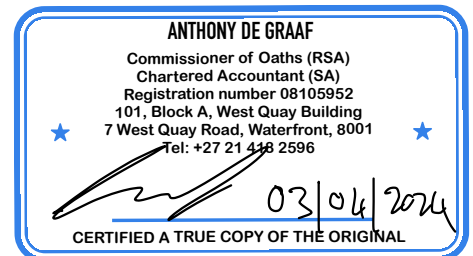 ANTHONY DE GRAAF
Commissioner of Oaths (RSA)
Chartered Accountant (SA)
Registration number 08105952
101, Block A, West Quay Building
7 West Quay Road, Waterfront, 8001
Tel: +27 21 418 2596
03/04/2024
CERTIFIED A TRUE COPY OF THE ORIGINAL